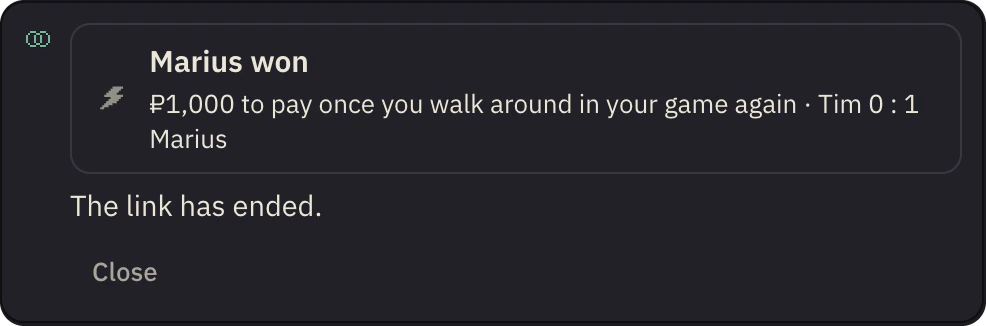 Marius won
₽1,000 to pay once you walk around in your game again · Tim 0 : 1
Marius
The link has ended.
Close